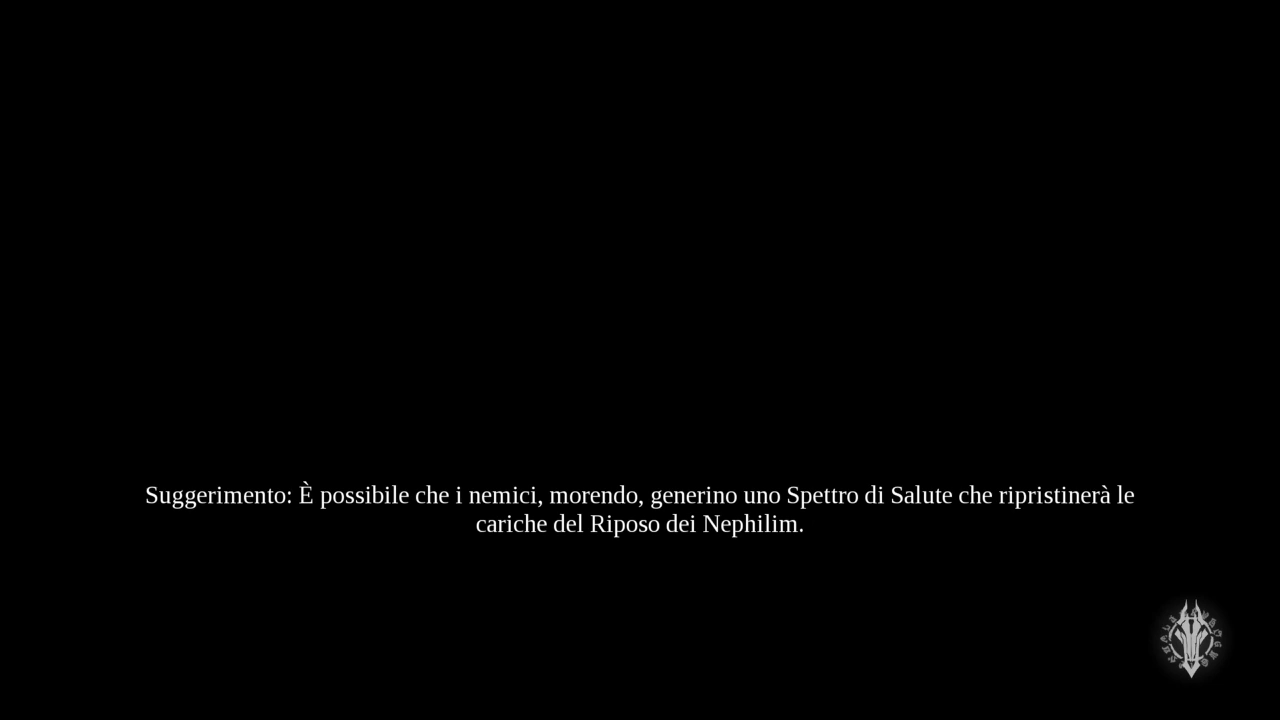 Suggerimento: È possibile che i nemici, morendo, generino uno Spettro di Salute che ripristinerà le
cariche del Riposo dei Nephilim.